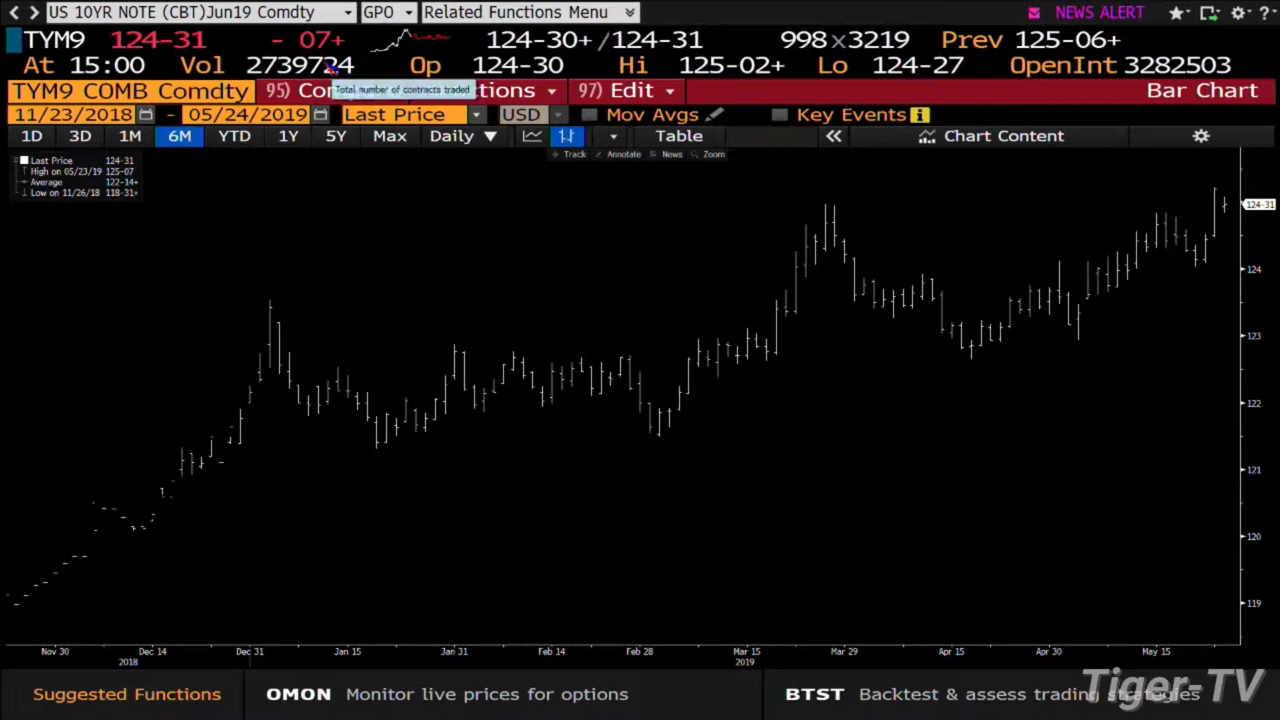 US 10YR NOTE (CBT)Jun19 Comdty GPO Related Functions Menu NEWS ALERT ?
TYM9 124-31 - 07+ 124-30+/124-31 998x3219 Prev 125-06+
At 15:00 Vol 2739724 Op 124-30 Hi 125-02+ Lo 124-27 OpenInt 3282503
TYM9 COMB Comdty 95) Co Total number of contracts traded ctions 97) Edit Bar Chart
11/23/2018 - 05/24/2019 Last Price USD Mov Avgs Key Events i
1D 3D 1M 6M YTD 1Y 5Y Max Daily Table Chart Content
Track Annotate News Zoom
Last Price 124-31
High on 05/23/19 125-07
Average 122-14+
Low on 11/26/18 118-31+
124-31
124
123
122
121
120
119
Nov 30 Dec 14 Dec 31 Jan 15 Jan 31 Feb 14 Feb 28 Mar 15 Mar 29 Apr 15 Apr 30 May 15
2018 2019
Suggested Functions OMON Monitor live prices for options BTST Backtest & assess trading strategies
Tiger-TV